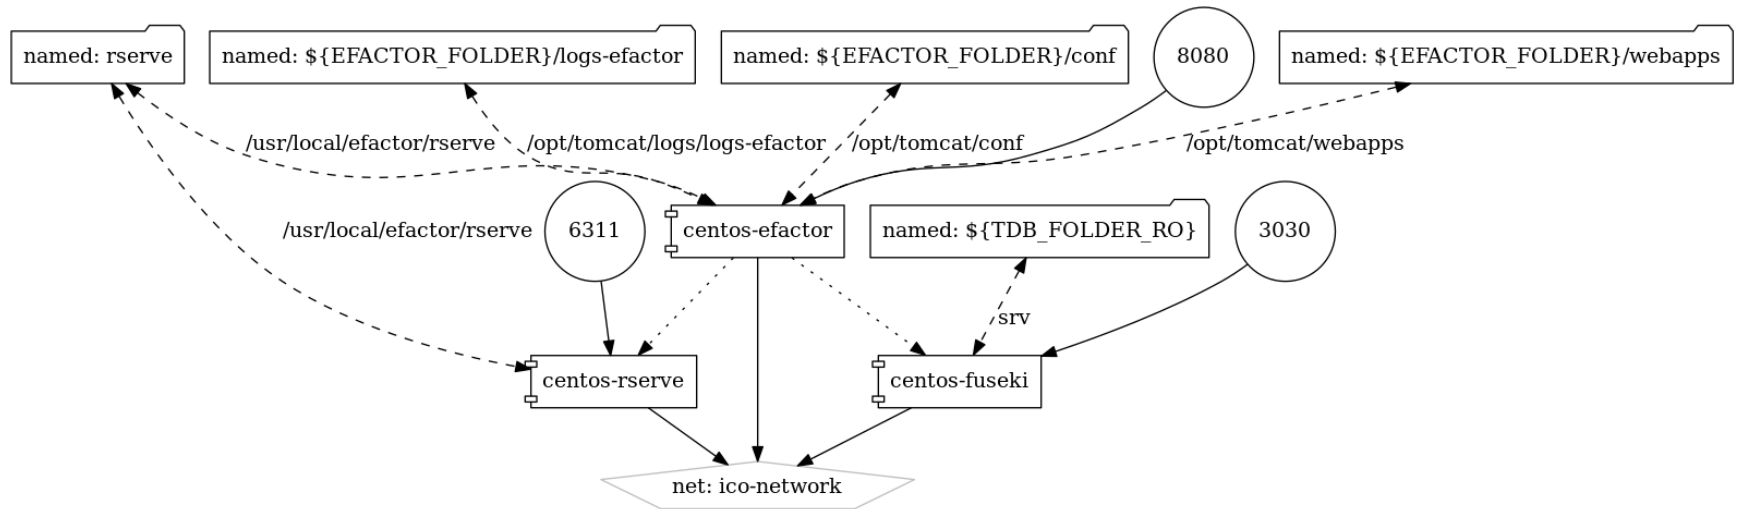 named: rserve
named: ${EFACTOR_FOLDER}/logs-efactor
named: ${EFACTOR_FOLDER}/conf
8080
named: ${EFACTOR_FOLDER}/webapps
/usr/local/efactor/rserve
/opt/tomcat/logs/logs-efactor
/opt/tomcat/conf
/opt/tomcat/webapps
/usr/local/efactor/rserve
6311
centos-efactor
named: ${TDB_FOLDER_RO}
3030
srv
centos-rserve
centos-fuseki
net: ico-network